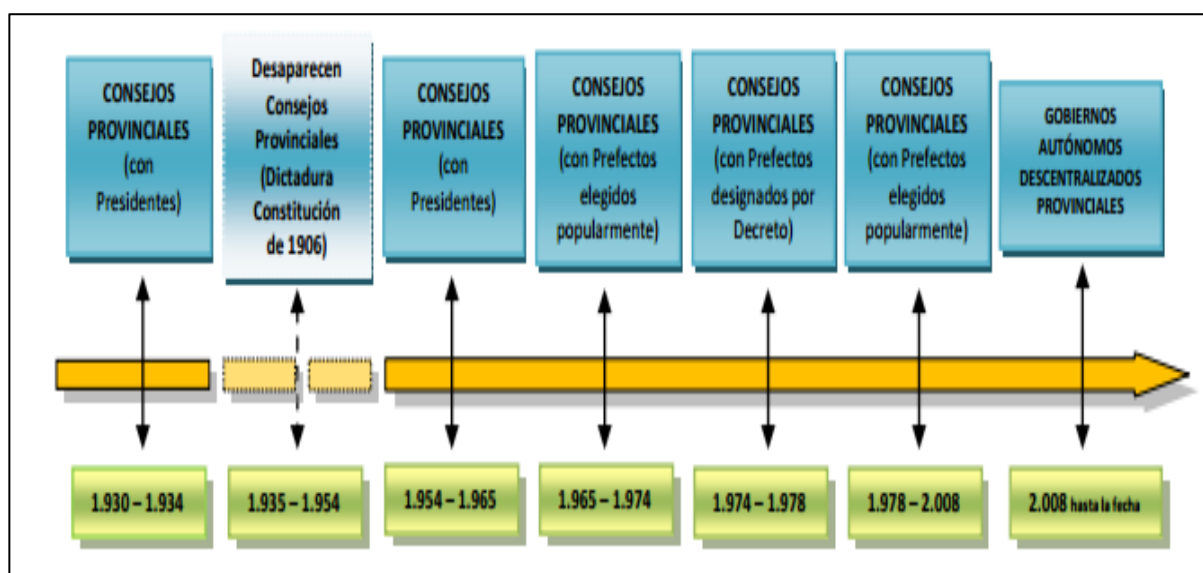 CONSEJOS
PROVINCIALES
(con
Presidentes)
Desaparecen
Consejos
Provinciales
(Dictadura
Constitución
de 1906)
CONSEJOS
PROVINCIALES
(con
Presidentes)
CONSEJOS
PROVINCIALES
(con Prefectos
elegidos
popularmente)
CONSEJOS
PROVINCIALES
(con Prefectos
designados por
Decreto)
CONSEJOS
PROVINCIALES
(con Prefectos
elegidos
popularmente)
GOBIERNOS
AUTÓNOMOS
DESCENTRALIZADOS
PROVINCIALES
1.930 – 1.934
1.935 – 1.954
1.954 – 1.965
1.965 – 1.974
1.974 – 1.978
1.978 – 2.008
2.008 hasta la fecha